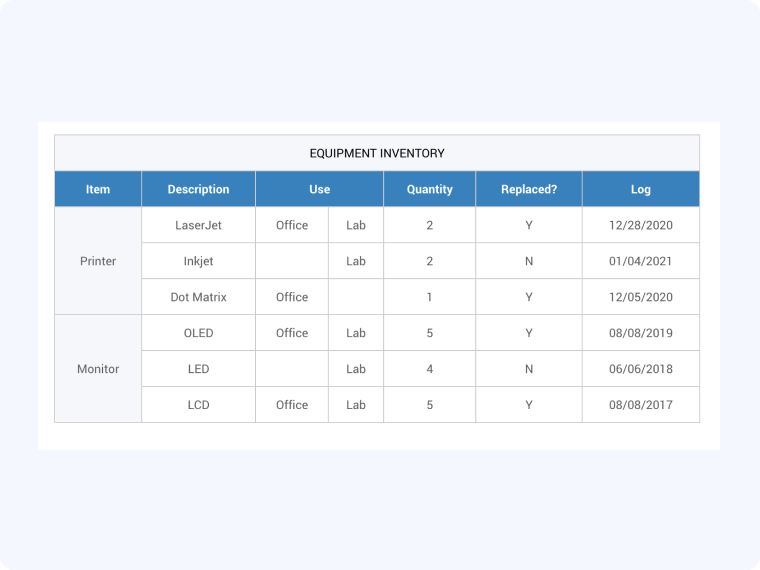 EQUIPMENT INVENTORY
Item Description Use Quantity Replaced? Log
LaserJet Office Lab 2 Y 12/28/2020
Printer Inkjet Lab 2 N 01/04/2021
Dot Matrix Office 1 Y 12/05/2020
OLED Office Lab 5 Y 08/08/2019
Monitor LED Lab 4 N 06/06/2018
LCD Office Lab 5 Y 08/08/2017